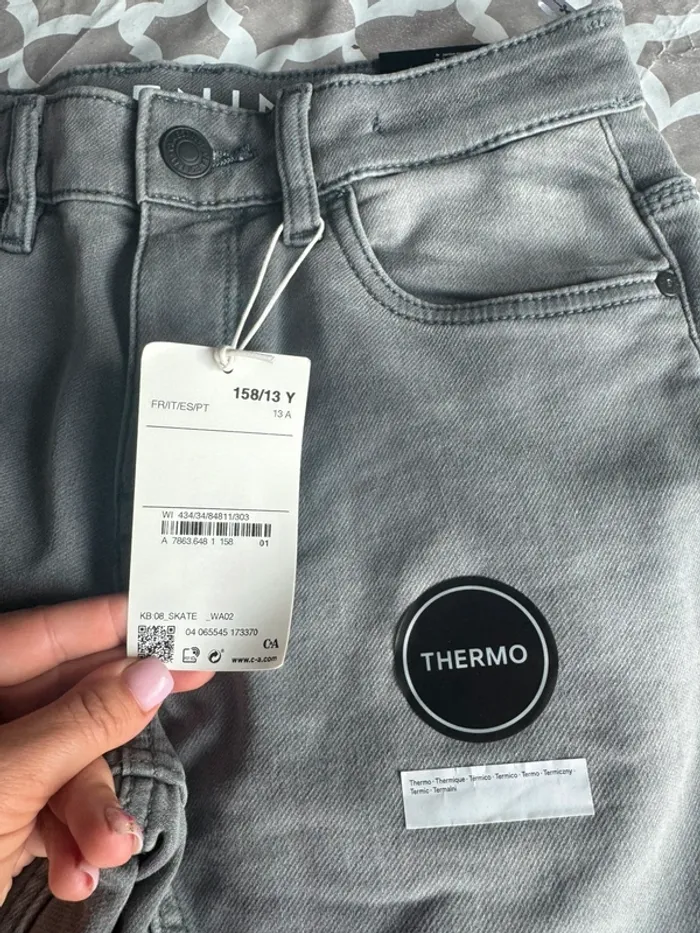 158/13 Y
FR/IT/ES/PT
13 A
WI 434/34/84811/303
A 7863.648 1 158 01
KB 08_SKATE _WA02
04 065545 173370
C&A
www.c-a.com
THERMO
Thermo · Thermique · Térmico · Termico · Termo · Termiczny ·
Termic · Termalni